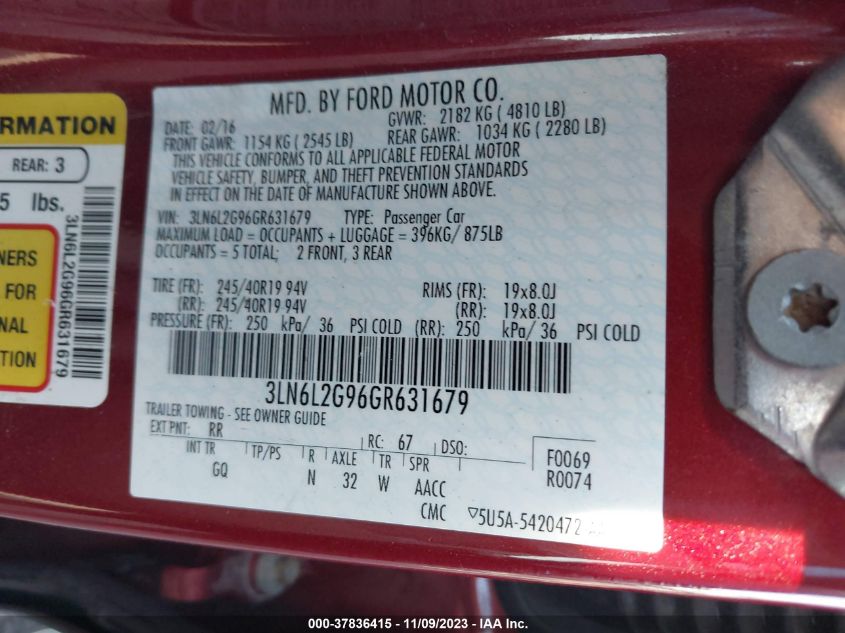 RMATION
REAR: 3
5 lbs.
NERS
FOR
NAL
TION
3LN6L2G96GR631679
MFD. BY FORD MOTOR CO.
DATE: 02/16 GVWR: 2182 KG ( 4810 LB)
FRONT GAWR: 1154 KG ( 2545 LB) REAR GAWR: 1034 KG ( 2280 LB)
THIS VEHICLE CONFORMS TO ALL APPLICABLE FEDERAL MOTOR
VEHICLE SAFETY, BUMPER, AND THEFT PREVENTION STANDARDS
IN EFFECT ON THE DATE OF MANUFACTURE SHOWN ABOVE.
VIN: 3LN6L2G96GR631679 TYPE: Passenger Car
MAXIMUM LOAD = OCCUPANTS + LUGGAGE = 396KG/ 875LB
OCCUPANTS = 5 TOTAL; 2 FRONT, 3 REAR
TIRE (FR): 245/40R19 94V RIMS (FR): 19x8.0J
(RR): 245/40R19 94V (RR): 19x8.0J
PRESSURE (FR): 250 kPa/ 36 PSI COLD (RR): 250 kPa/ 36 PSI COLD
3LN6L2G96GR631679
TRAILER TOWING - SEE OWNER GUIDE
EXT PNT: RR RC: 67 DSO:
INT TR TP/PS R AXLE TR SPR
GQ N 32 W AACC
CMC
F0069
R0074
▽5U5A-5420472
000-37836415 - 11/09/2023 - IAA Inc.